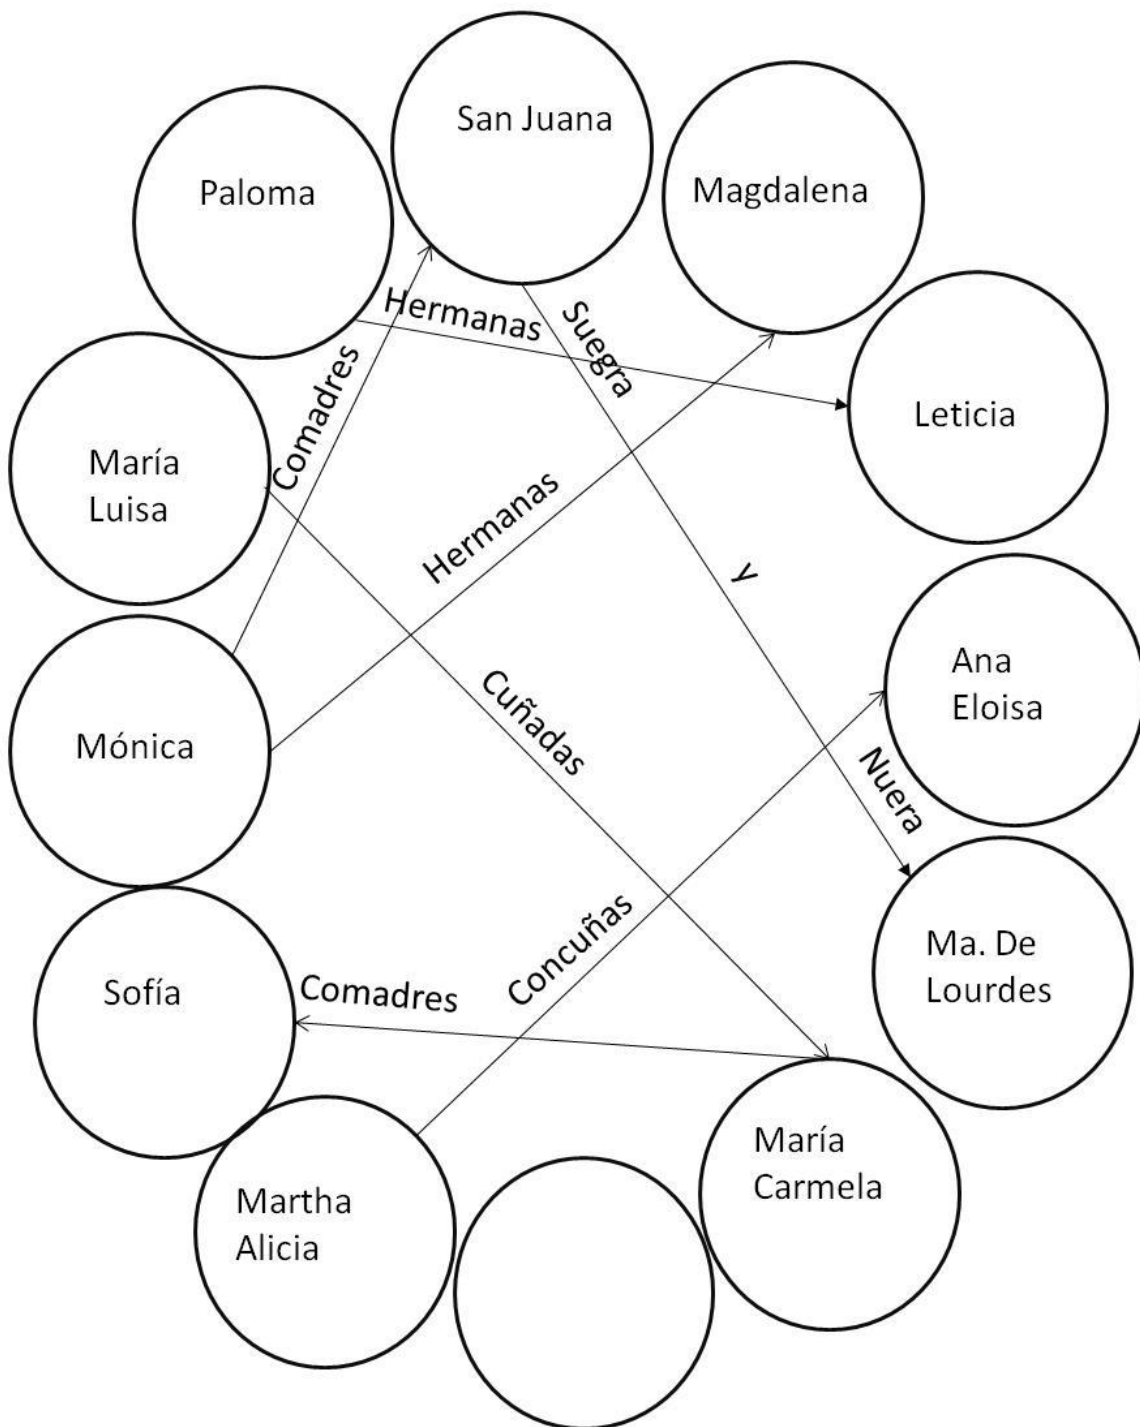 San Juana
Paloma
Magdalena
Hermanas
Suegra
Comadres
Leticia
María
Luisa
Hermanas
y
Ana
Eloisa
Cuñadas
Mónica
Nuera
Concuñas
Ma. De
Lourdes
Sofía
Comadres
María
Carmela
Martha
Alicia